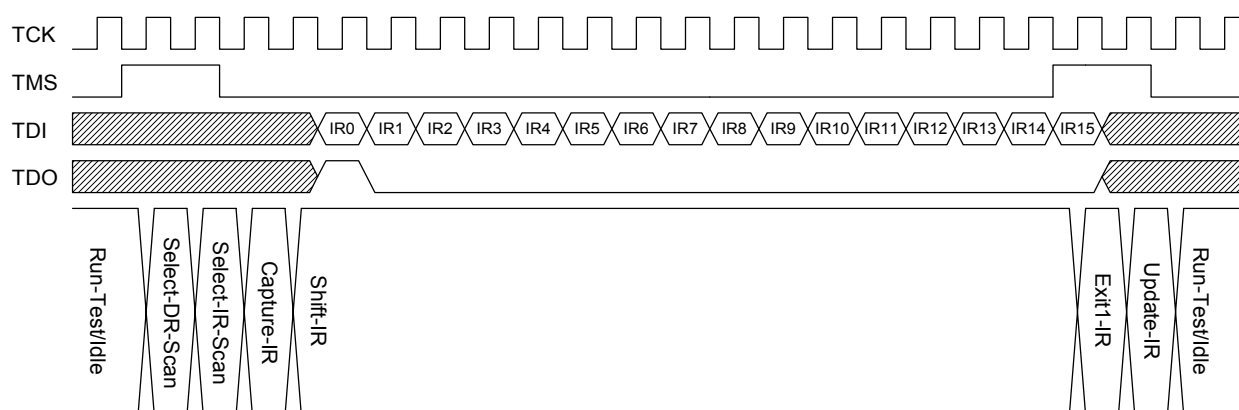 TCK
TMS
TDI IR0 IR1 IR2 IR3 IR4 IR5 IR6 IR7 IR8 IR9 IR10 IR11 IR12 IR13 IR14 IR15
TDO
Run-Test/Idle
Select-DR-Scan
Select-IR-Scan
Capture-IR
Shift-IR
Exit1-IR
Update-IR
Run-Test/Idle